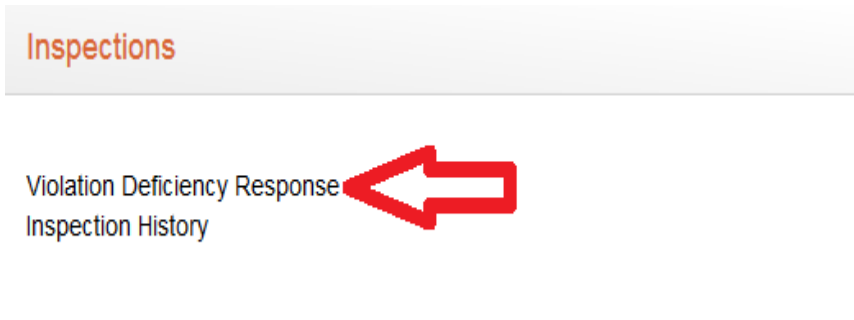 Inspections
Violation Deficiency Response
Inspection History